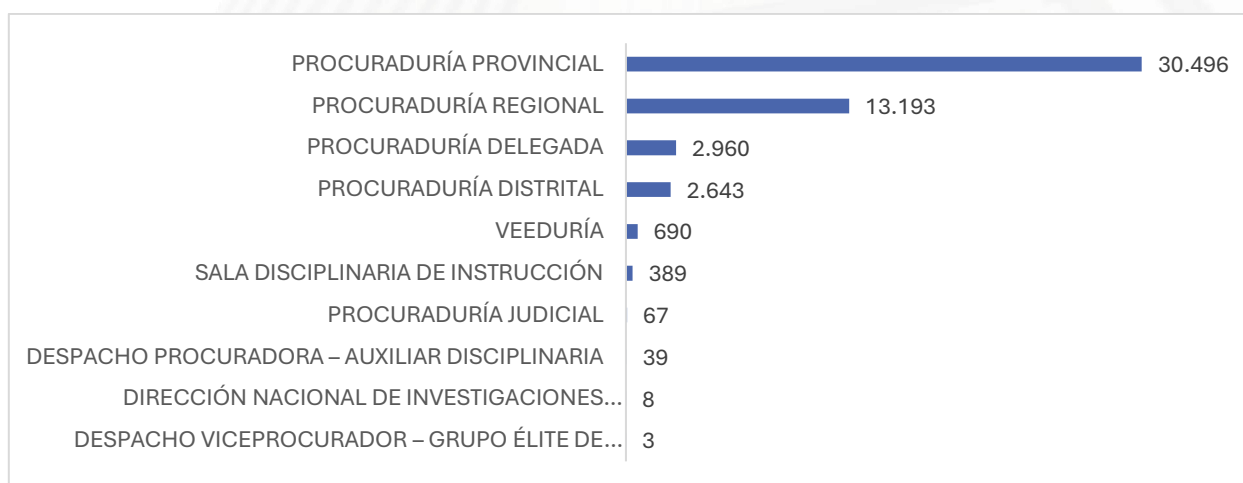 PROCURADURÍA PROVINCIAL 30.496
PROCURADURÍA REGIONAL 13.193
PROCURADURÍA DELEGADA 2.960
PROCURADURÍA DISTRITAL 2.643
VEEDURÍA 690
SALA DISCIPLINARIA DE INSTRUCCIÓN 389
PROCURADURÍA JUDICIAL 67
DESPACHO PROCURADORA – AUXILIAR DISCIPLINARIA 39
DIRECCIÓN NACIONAL DE INVESTIGACIONES... 8
DESPACHO VICEPROCURADOR – GRUPO ÉLITE DE... 3